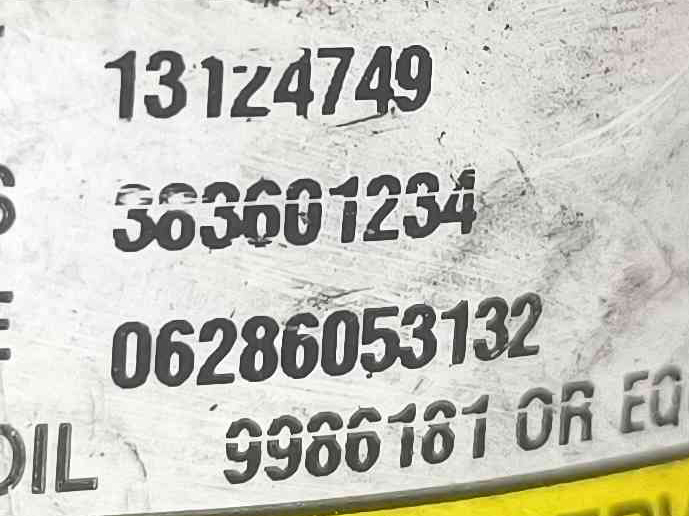 13124749
S 383601234
E 06286053132
OIL 9986181 OR EQ